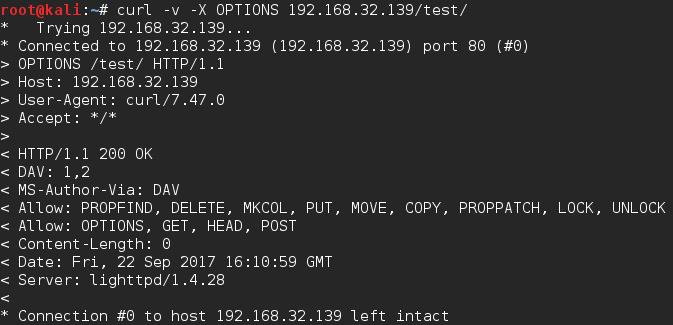 root@kali:~# curl -v -X OPTIONS 192.168.32.139/test/
*   Trying 192.168.32.139...
* Connected to 192.168.32.139 (192.168.32.139) port 80 (#0)
> OPTIONS /test/ HTTP/1.1
> Host: 192.168.32.139
> User-Agent: curl/7.47.0
> Accept: */*
>
< HTTP/1.1 200 OK
< DAV: 1,2
< MS-Author-Via: DAV
< Allow: PROPFIND, DELETE, MKCOL, PUT, MOVE, COPY, PROPPATCH, LOCK, UNLOCK
< Allow: OPTIONS, GET, HEAD, POST
< Content-Length: 0
< Date: Fri, 22 Sep 2017 16:10:59 GMT
< Server: lighttpd/1.4.28
<
* Connection #0 to host 192.168.32.139 left intact